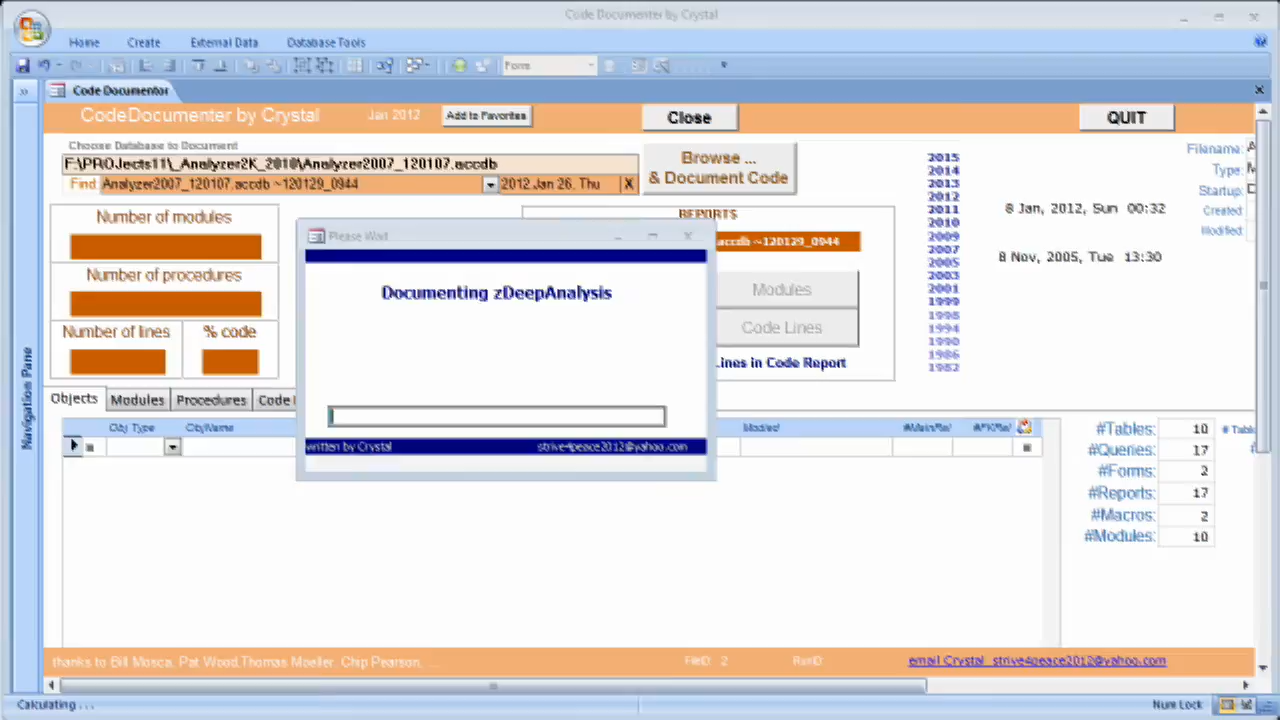 Code Documenter by Crystal
Home Create External Data Database Tools
Form
Code Documentor
CodeDocumenter by Crystal Jan 2012 Add to Favorites Close QUIT
Choose Database to Document
F:\PROJects11\_Analyzer2K_2010\Analyzer2007_120107.accdb
Find Analyzer2007_120107.accdb ~120129_0944 2012.Jan 26, Thu X
Browse ...
& Document Code
2015
2014
2013
2012
2011
2010
2009
2007
2005
2003
2001
1999
1998
1994
1990
1986
1982
8 Jan, 2012, Sun 00:32
8 Nov, 2005, Tue 13:30
Filename:
Type:
Startup:
Created:
Modified:
Number of modules
Number of procedures
Number of lines % code
REPORTS
accdb ~120129_0944
Modules
Code Lines
Lines in Code Report
Please Wait
Documenting zDeepAnalysis
written by Crystal strive4peace2012@yahoo.com
Navigation Pane
Objects Modules Procedures Code
Obj Type ObjName
#Tables: 10
#Queries: 17
#Forms: 2
#Reports: 17
#Macros: 2
#Modules: 10
thanks to Bill Mosca, Pat Wood,Thomas Moeller, Chip Pearson, ...
FileID: 2 RunID:
email Crystal strive4peace2012@yahoo.com
Calculating . . .
Num Lock